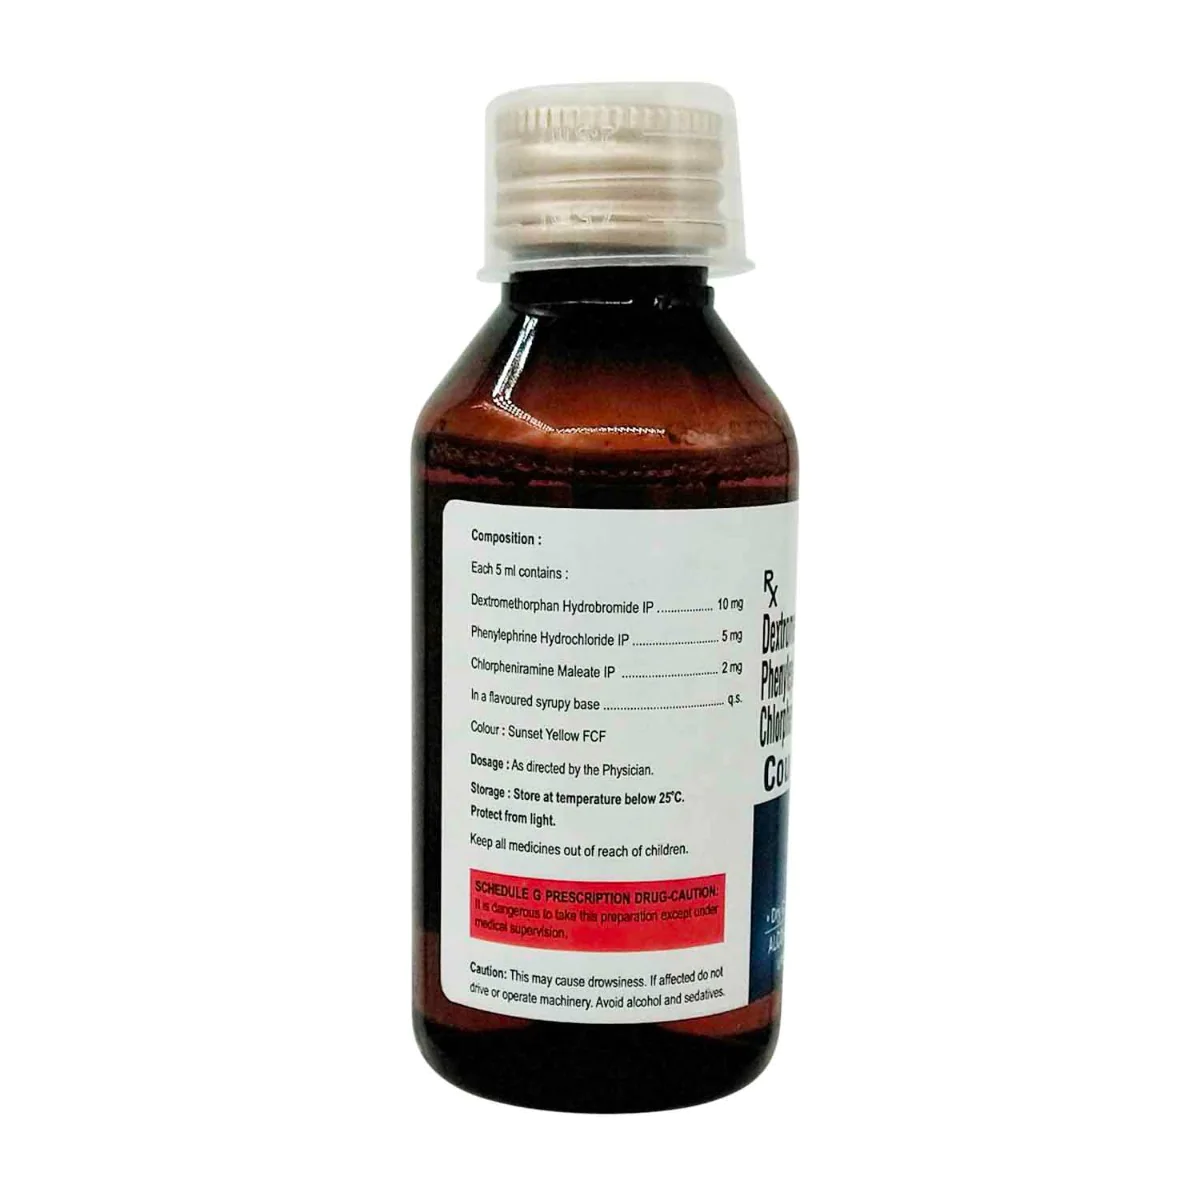 Composition :
Each 5 ml contains :
Dextromethorphan Hydrobromide IP .................. 10 mg
Phenylephrine Hydrochloride IP ........................ 5 mg
Chlorpheniramine Maleate IP ........................... 2 mg
In a flavoured syrupy base .................................. q.s.
Colour : Sunset Yellow FCF
Dosage : As directed by the Physician.
Storage : Store at temperature below 25°C.
Protect from light.
Keep all medicines out of reach of children.
SCHEDULE G PRESCRIPTION DRUG-CAUTION:
It is dangerous to take this preparation except under
medical supervision.
Caution: This may cause drowsiness. If affected do not
drive or operate machinery. Avoid alcohol and sedatives.
Rx